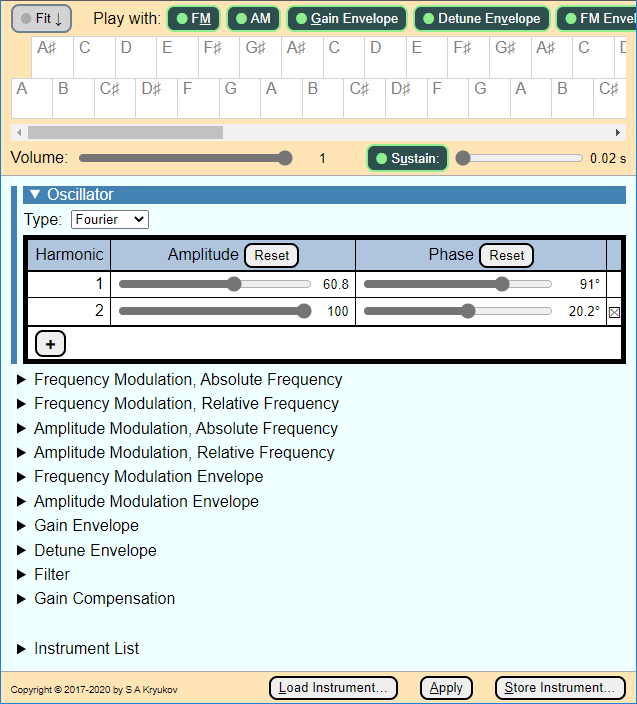 Fit ↓ Play with: FM AM Gain Envelope Detune Envelope FM Envel
A♯ C D E F♯ G♯ A♯ C D E F♯ G♯ A♯ C
A B C♯ D♯ F G A B C♯ D♯ F G A B C♯
Volume: 1 Sustain: 0.02 s
▼ Oscillator
Type: Fourier
Harmonic Amplitude Reset Phase Reset
1 60.8 91°
2 100 20.2° ☒
+
▶ Frequency Modulation, Absolute Frequency
▶ Frequency Modulation, Relative Frequency
▶ Amplitude Modulation, Absolute Frequency
▶ Amplitude Modulation, Relative Frequency
▶ Frequency Modulation Envelope
▶ Amplitude Modulation Envelope
▶ Gain Envelope
▶ Detune Envelope
▶ Filter
▶ Gain Compensation
▶ Instrument List
Copyright © 2017-2020 by S A Kryukov Load Instrument... Apply Store Instrument...